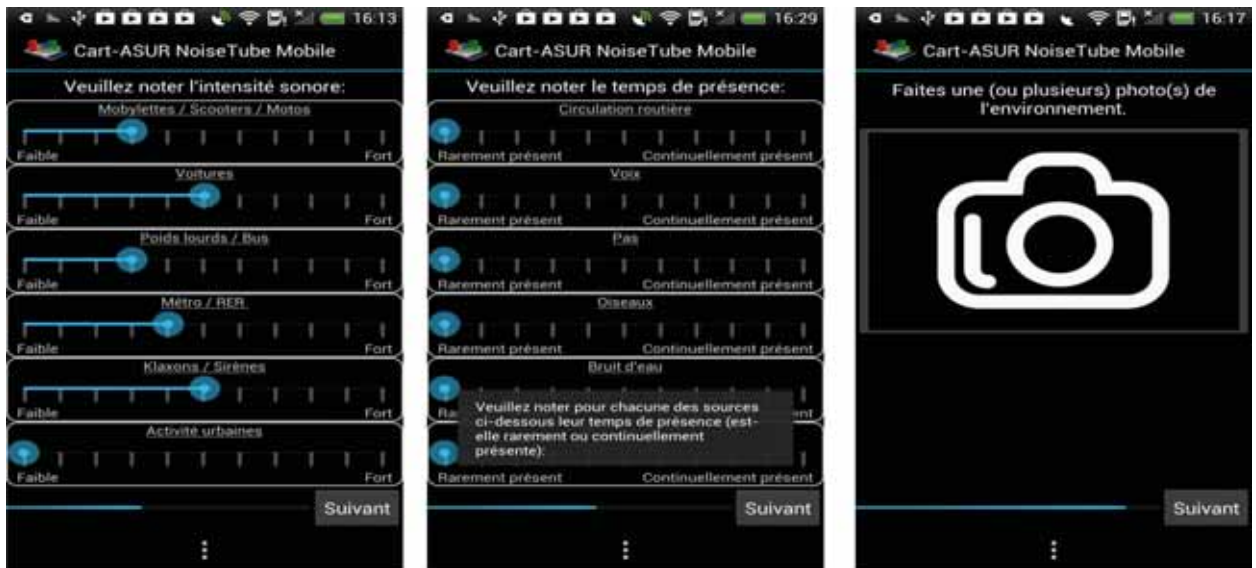 16:13
Cart-ASUR NoiseTube Mobile
Veuillez noter l'intensité sonore:
Mobylettes / Scooters / Motos
Faible Fort
Voitures
Faible Fort
Poids lourds / Bus
Faible Fort
Métro / RER
Faible Fort
Klaxons / Sirènes
Faible Fort
Activité urbaines
Faible Fort
Suivant
16:29
Cart-ASUR NoiseTube Mobile
Veuillez noter le temps de présence:
Circulation routière
Rarement présent Continuellement présent
Voix
Rarement présent Continuellement présent
Pas
Rarement présent Continuellement présent
Oiseaux
Rarement présent Continuellement présent
Bruit d'eau
Ra ent
Veuillez noter pour chacune des sources
ci-dessous leur temps de présence (est-
elle rarement ou continuellement
présente):
Rarement présent Continuellement présent
Suivant
16:17
Cart-ASUR NoiseTube Mobile
Faites une (ou plusieurs) photo(s) de
l'environnement.
Suivant